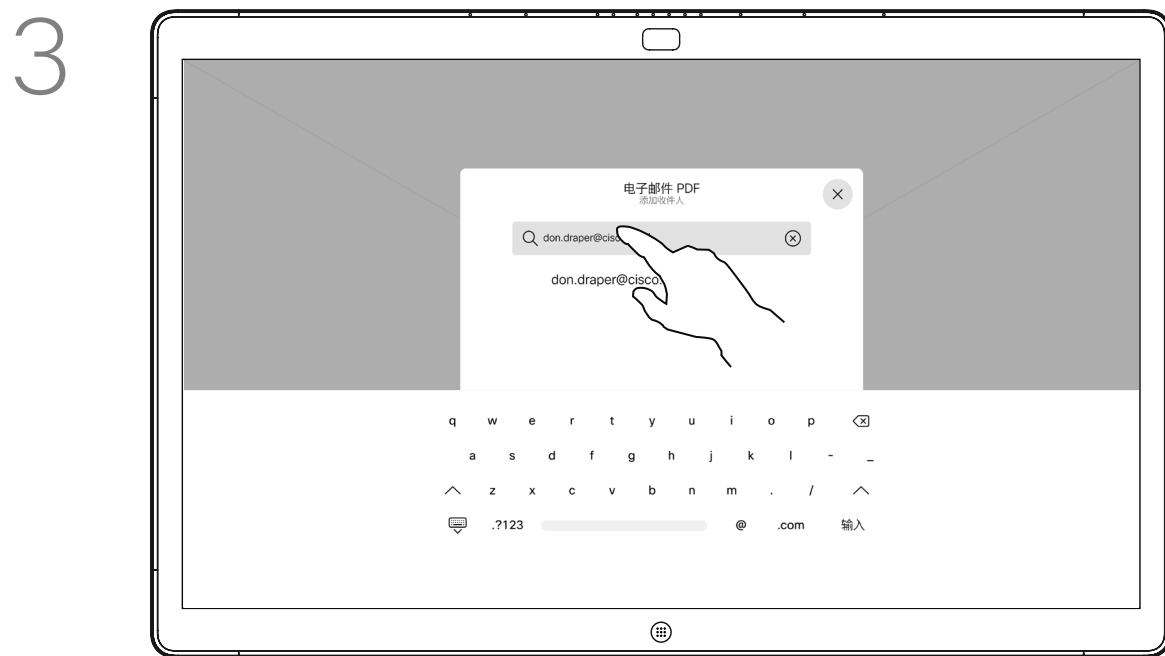 3
电子邮件 PDF
添加收件人
don.draper@cisc
don.draper@cisco.
q w e r t y u i o p
a s d f g h j k l - _
z x c v b n m . /
.?123 @ .com 输入